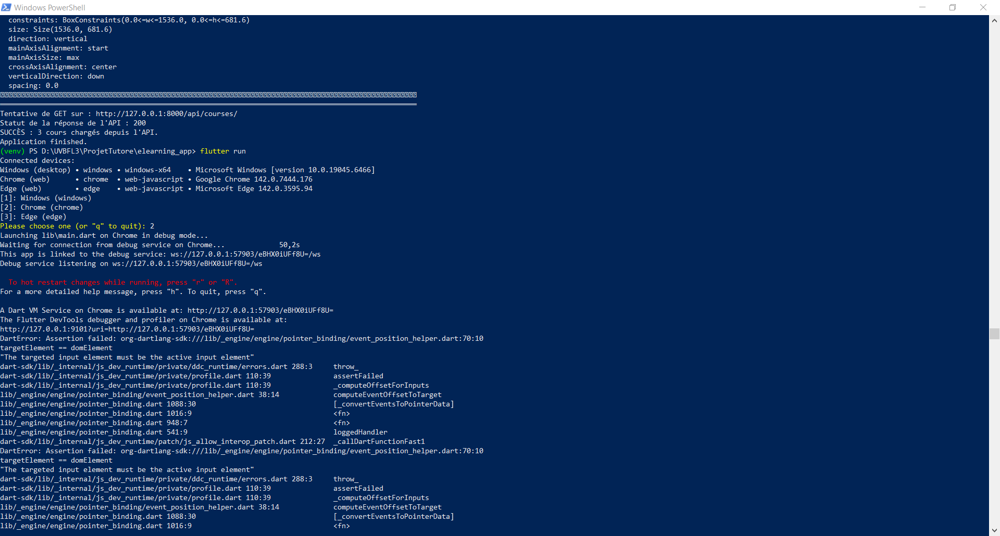 Windows PowerShell
constraints: BoxConstraints(0.0<=w<=1536.0, 0.0<=h<=681.6)
size: Size(1536.0, 681.6)
direction: vertical
mainAxisAlignment: start
mainAxisSize: max
crossAxisAlignment: center
verticalDirection: down
spacing: 0.0
Tentative de GET sur : http://127.0.0.1:8000/api/courses/
Statut de la réponse de l'API : 200
SUCCÈS : 3 cours chargés depuis l'API.
Application finished.
(venv) PS D:\UVBFL3\ProjetTutore\elearning_app> flutter run
Connected devices:
Windows (desktop) • windows • windows-x64    • Microsoft Windows [version 10.0.19045.6466]
Chrome (web)      • chrome  • web-javascript • Google Chrome 142.0.7444.176
Edge (web)        • edge    • web-javascript • Microsoft Edge 142.0.3595.94
[1]: Windows (windows)
[2]: Chrome (chrome)
[3]: Edge (edge)
Please choose one (or "q" to quit): 2
Launching lib\main.dart on Chrome in debug mode...
Waiting for connection from debug service on Chrome...             50,2s
This app is linked to the debug service: ws://127.0.0.1:57903/eBHX0iUFf8U=/ws
Debug service listening on ws://127.0.0.1:57903/eBHX0iUFf8U=/ws
To hot restart changes while running, press "r" or "R".
For a more detailed help message, press "h". To quit, press "q".
A Dart VM Service on Chrome is available at: http://127.0.0.1:57903/eBHX0iUFf8U=
The Flutter DevTools debugger and profiler on Chrome is available at:
http://127.0.0.1:9101?uri=http://127.0.0.1:57903/eBHX0iUFf8U=
DartError: Assertion failed: org-dartlang-sdk:///lib/_engine/engine/pointer_binding/event_position_helper.dart:70:10
targetElement == domElement
"The targeted input element must be the active input element"
dart-sdk/lib/_internal/js_dev_runtime/private/ddc_runtime/errors.dart 288:3     throw_
dart-sdk/lib/_internal/js_dev_runtime/private/profile.dart 110:39               assertFailed
dart-sdk/lib/_internal/js_dev_runtime/private/profile.dart 110:39               _computeOffsetForInputs
lib/_engine/engine/pointer_binding/event_position_helper.dart 38:14             computeEventOffsetToTarget
lib/_engine/engine/pointer_binding.dart 1088:30                                 [_convertEventsToPointerData]
lib/_engine/engine/pointer_binding.dart 1016:9                                  <fn>
lib/_engine/engine/pointer_binding.dart 948:7                                   <fn>
lib/_engine/engine/pointer_binding.dart 541:9                                   loggedHandler
dart-sdk/lib/_internal/js_dev_runtime/patch/js_allow_interop_patch.dart 212:27  _callDartFunctionFast1
DartError: Assertion failed: org-dartlang-sdk:///lib/_engine/engine/pointer_binding/event_position_helper.dart:70:10
targetElement == domElement
"The targeted input element must be the active input element"
dart-sdk/lib/_internal/js_dev_runtime/private/ddc_runtime/errors.dart 288:3     throw_
dart-sdk/lib/_internal/js_dev_runtime/private/profile.dart 110:39               assertFailed
dart-sdk/lib/_internal/js_dev_runtime/private/profile.dart 110:39               _computeOffsetForInputs
lib/_engine/engine/pointer_binding/event_position_helper.dart 38:14             computeEventOffsetToTarget
lib/_engine/engine/pointer_binding.dart 1088:30                                 [_convertEventsToPointerData]
lib/_engine/engine/pointer_binding.dart 1016:9                                  <fn>